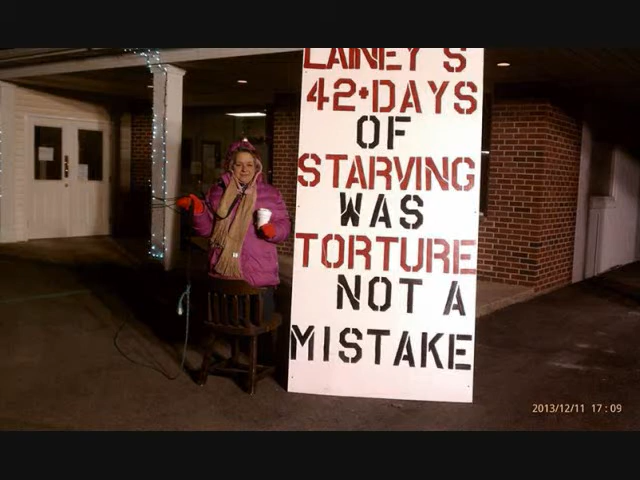 LAINEY'S
42+DAYS
OF
STARVING
WAS
TORTURE
NOT A
MISTAKE
2013/12/11 17:09